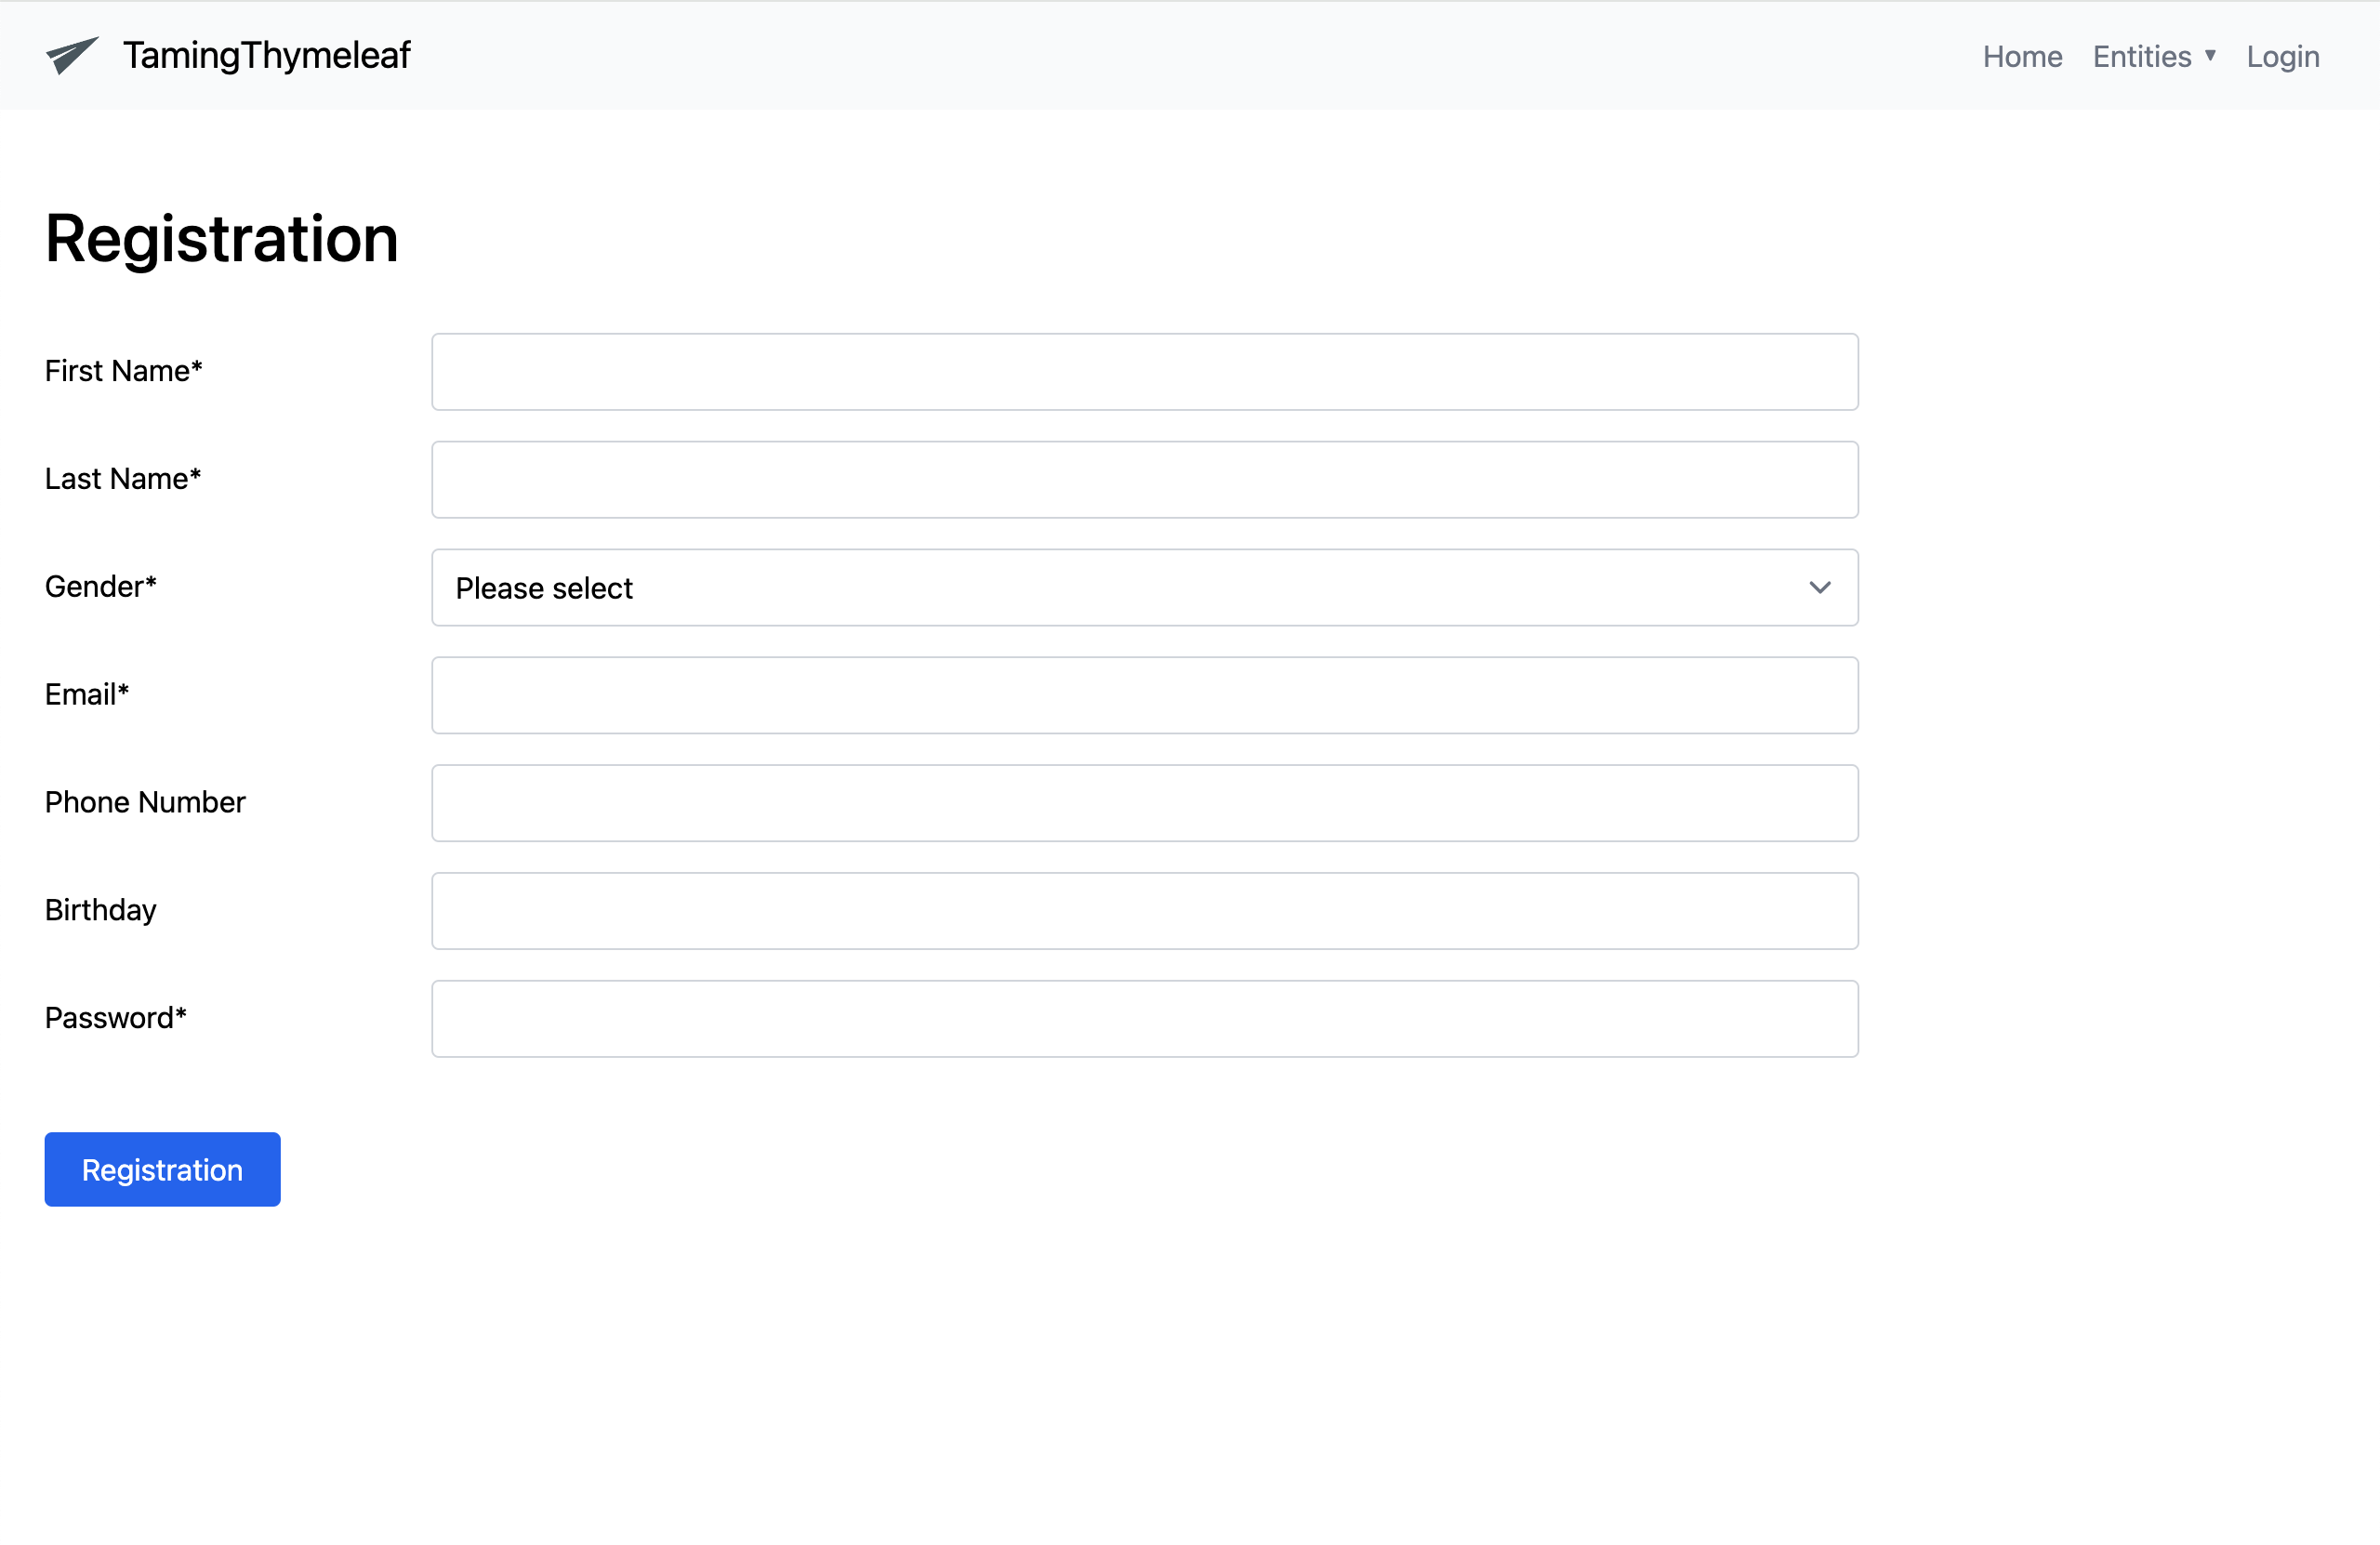 TamingThymeleaf
Home Entities ▼ Login
Registration
First Name*
Last Name*
Gender* Please select
Email*
Phone Number
Birthday
Password*
Registration